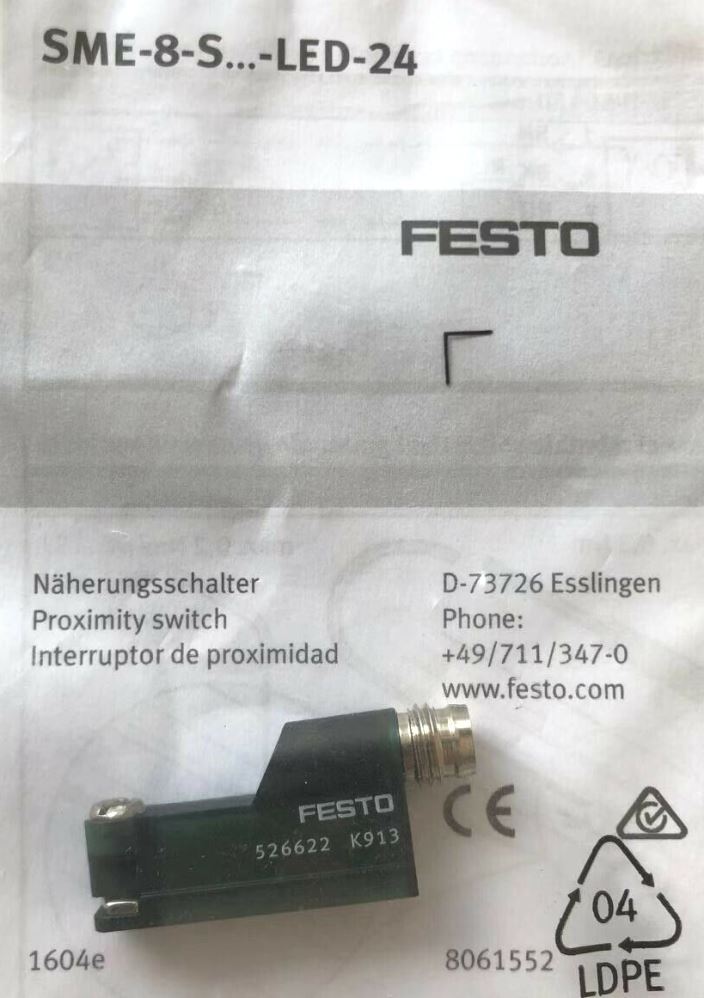 SME-8-S...-LED-24
FESTO
Näherungsschalter
Proximity switch
Interruptor de proximidad
D-73726 Esslingen
Phone:
+49/711/347-0
www.festo.com
FESTO
526622 K913
CE
04
LDPE
1604e
8061552